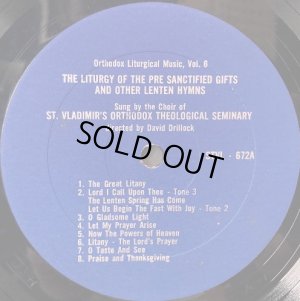 Orthodox Liturgical Music, Vol. 6
THE LITURGY OF THE PRE SANCTIFIED GIFTS
AND OTHER LENTEN HYMNS
Sung by the Choir of
ST. VLADIMIR'S ORTHODOX THEOLOGICAL SEMINARY
Directed by David Drillock
SOLD OUT
- 672A
1. The Great Litany
2. Lord I Call Upon Thee - Tone 3
The Lenten Spring Has Come
Let Us Begin The Fast With Joy - Tone 2
3. O Gladsome Light
4. Let My Prayer Arise
5. Now The Powers of Heaven
6. Litany - The Lord's Prayer
7. O Taste And See
8. Praise and Thanksgiving